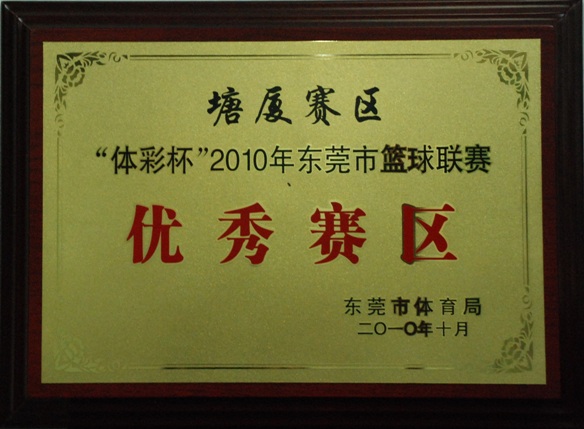 塘厦赛区
“体彩杯”2010年东莞市篮球联赛
优秀赛区
东莞市体育局
二〇一〇年十月